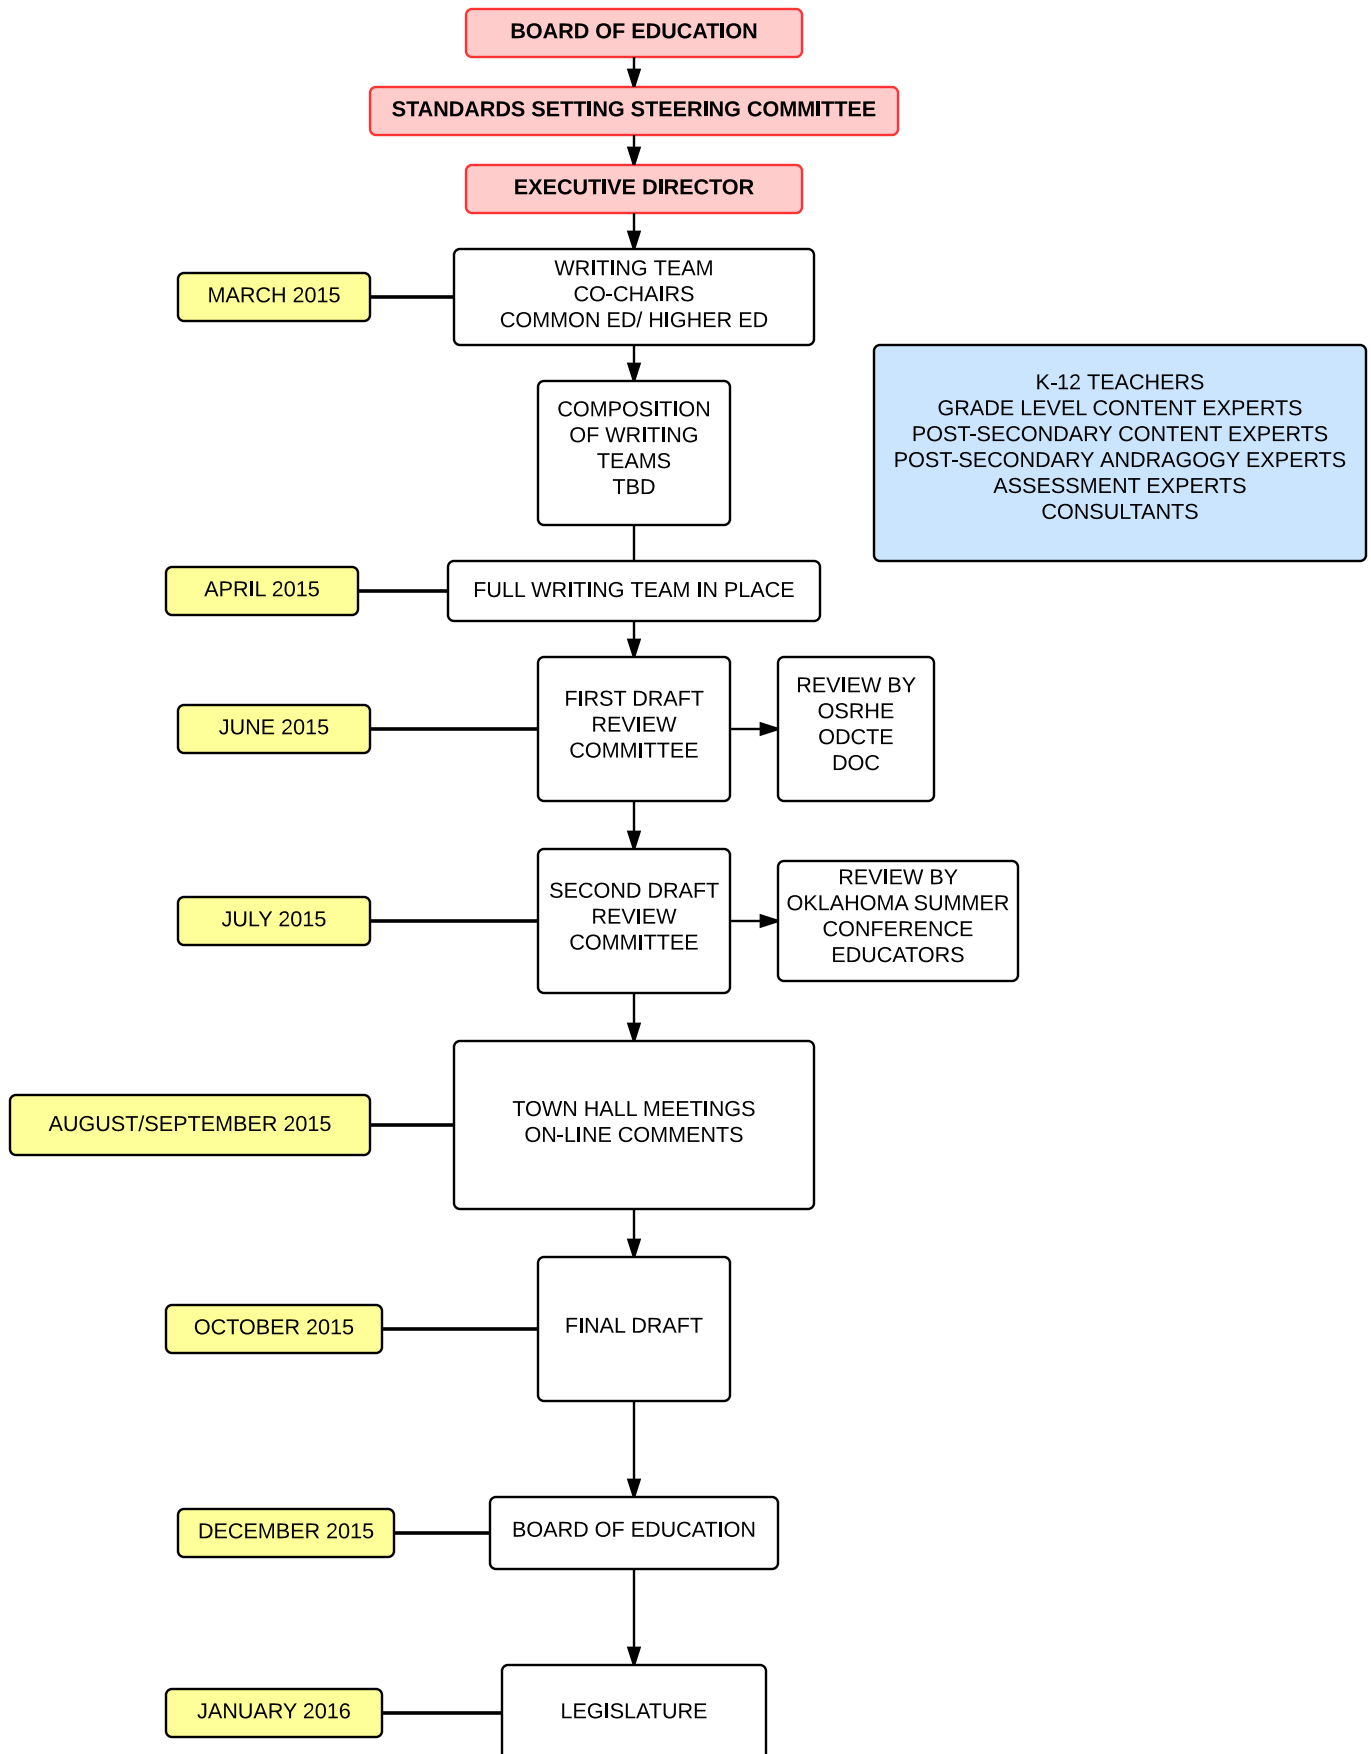 BOARD OF EDUCATION
STANDARDS SETTING STEERING COMMITTEE
EXECUTIVE DIRECTOR
MARCH 2015
WRITING TEAM
CO-CHAIRS
COMMON ED/ HIGHER ED
COMPOSITION
OF WRITING
TEAMS
TBD
K-12 TEACHERS
GRADE LEVEL CONTENT EXPERTS
POST-SECONDARY CONTENT EXPERTS
POST-SECONDARY ANDRAGOGY EXPERTS
ASSESSMENT EXPERTS
CONSULTANTS
APRIL 2015
FULL WRITING TEAM IN PLACE
JUNE 2015
FIRST DRAFT
REVIEW
COMMITTEE
REVIEW BY
OSRHE
ODCTE
DOC
JULY 2015
SECOND DRAFT
REVIEW
COMMITTEE
REVIEW BY
OKLAHOMA SUMMER
CONFERENCE
EDUCATORS
AUGUST/SEPTEMBER 2015
TOWN HALL MEETINGS
ON-LINE COMMENTS
OCTOBER 2015
FINAL DRAFT
DECEMBER 2015
BOARD OF EDUCATION
JANUARY 2016
LEGISLATURE